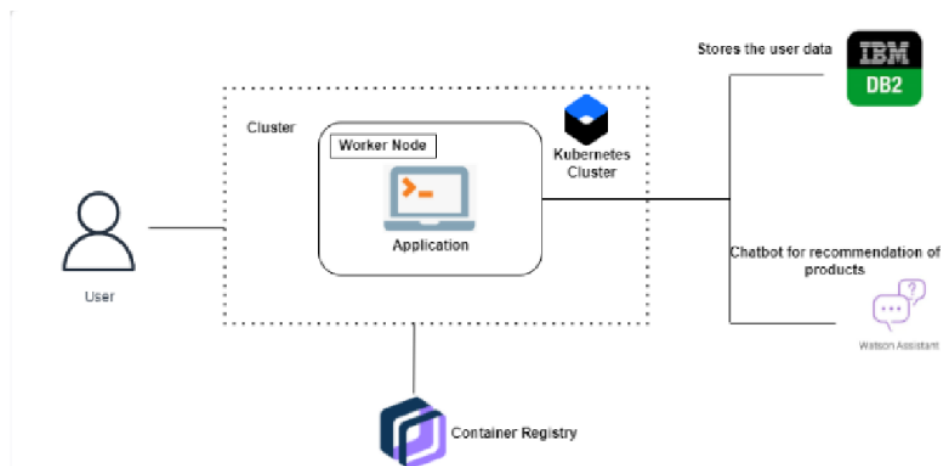 Stores the user data
IBM
DB2
Cluster
Worker Node
Kubernetes
Cluster
Application
User
Chatbot for recommendation of
products
Watson Assistant
Container Registry